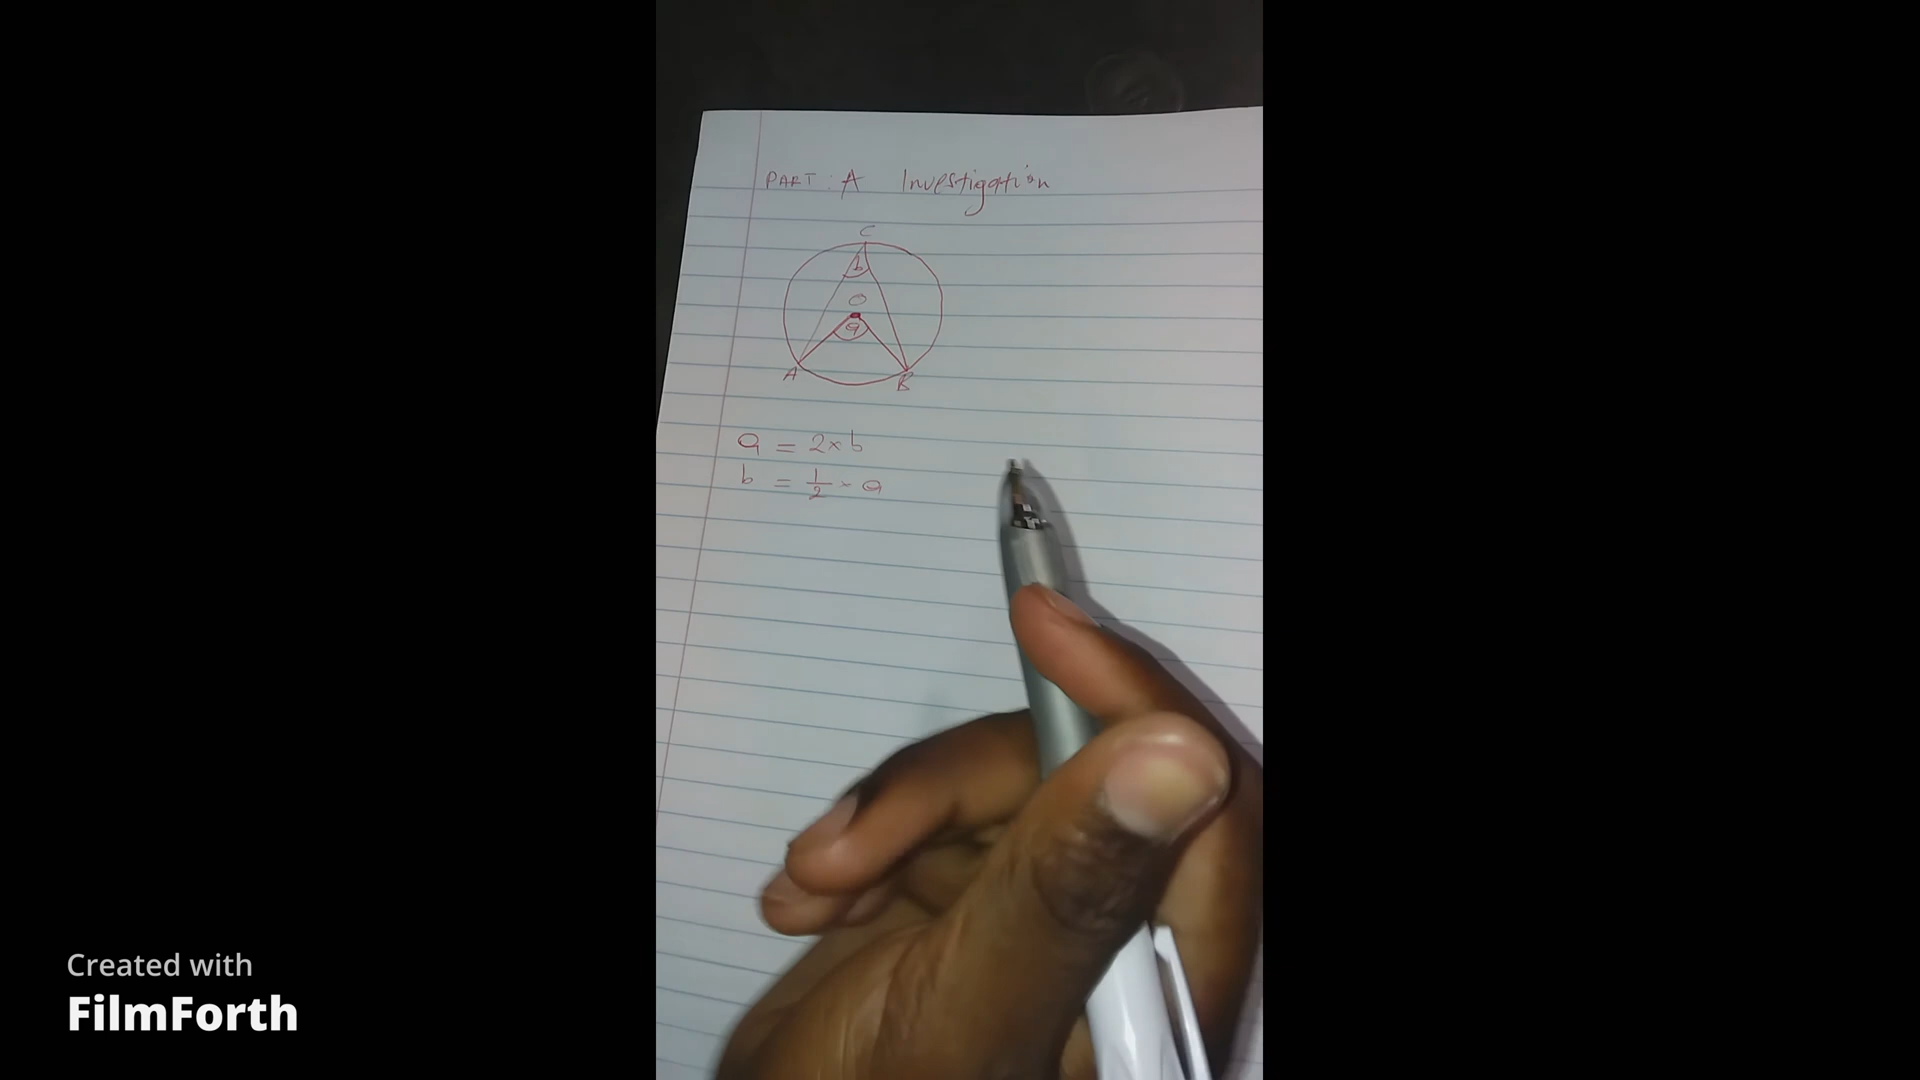 PART : A Investigation
C
b
O
a
A
B
a = 2 × b
b = 1/2 × a
Created with
FilmForth